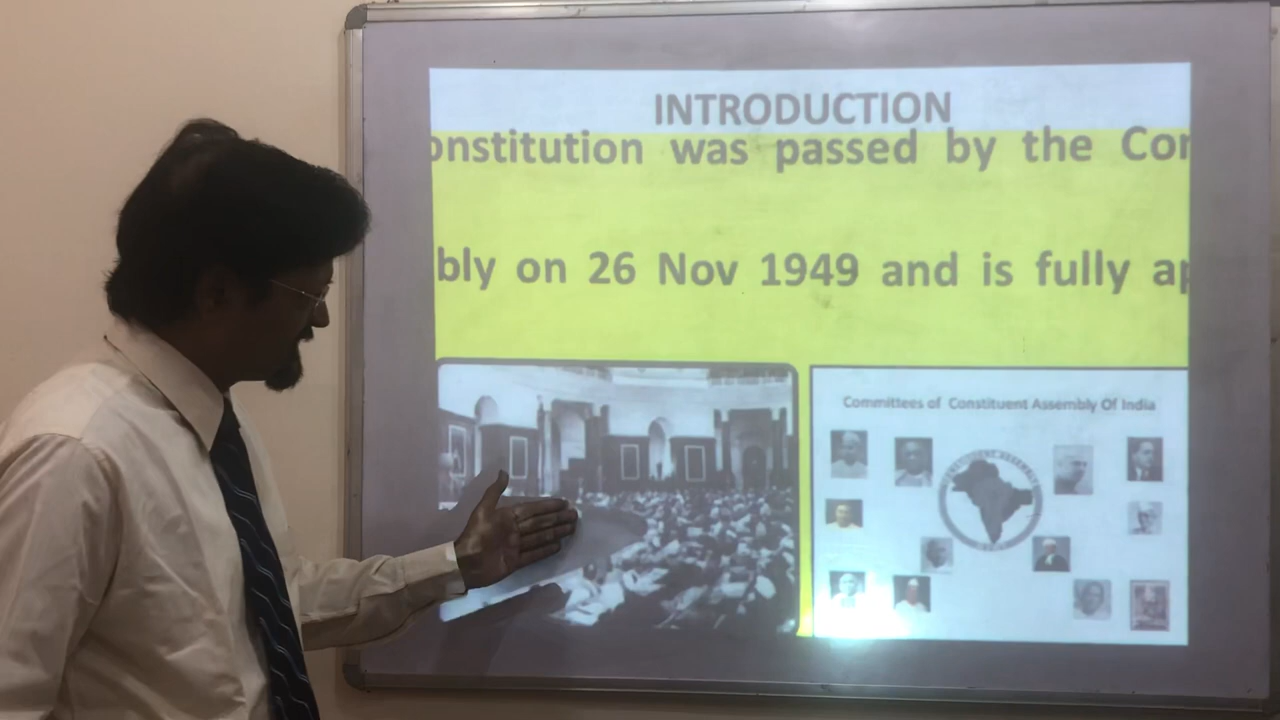 INTRODUCTION
onstitution was passed by the Con
bly on 26 Nov 1949 and is fully ap
Committees of Constituent Assembly Of India